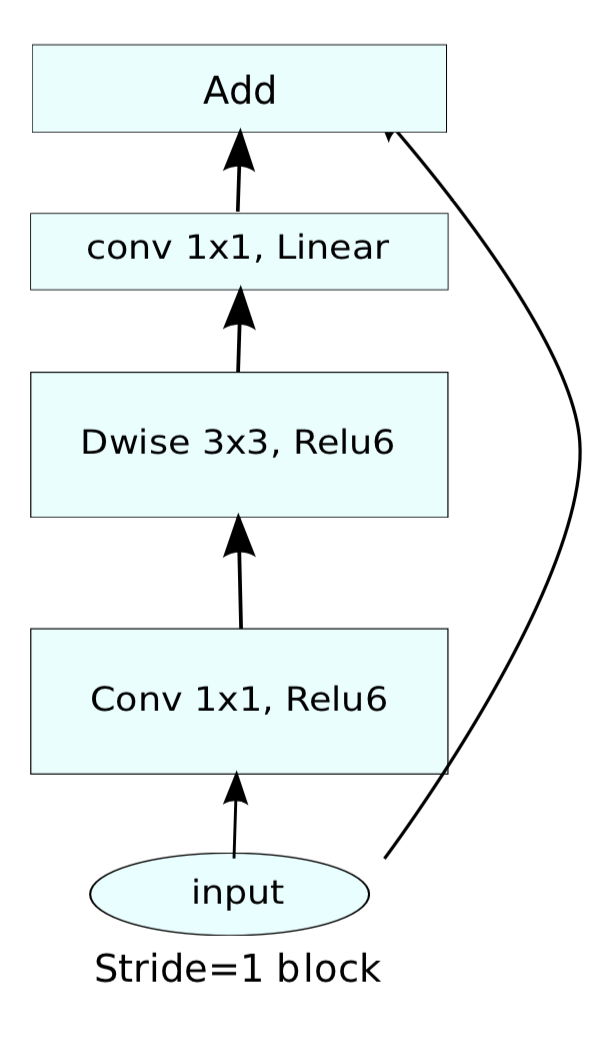 Add
conv 1x1, Linear
Dwise 3x3, Relu6
Conv 1x1, Relu6
input
Stride=1 block